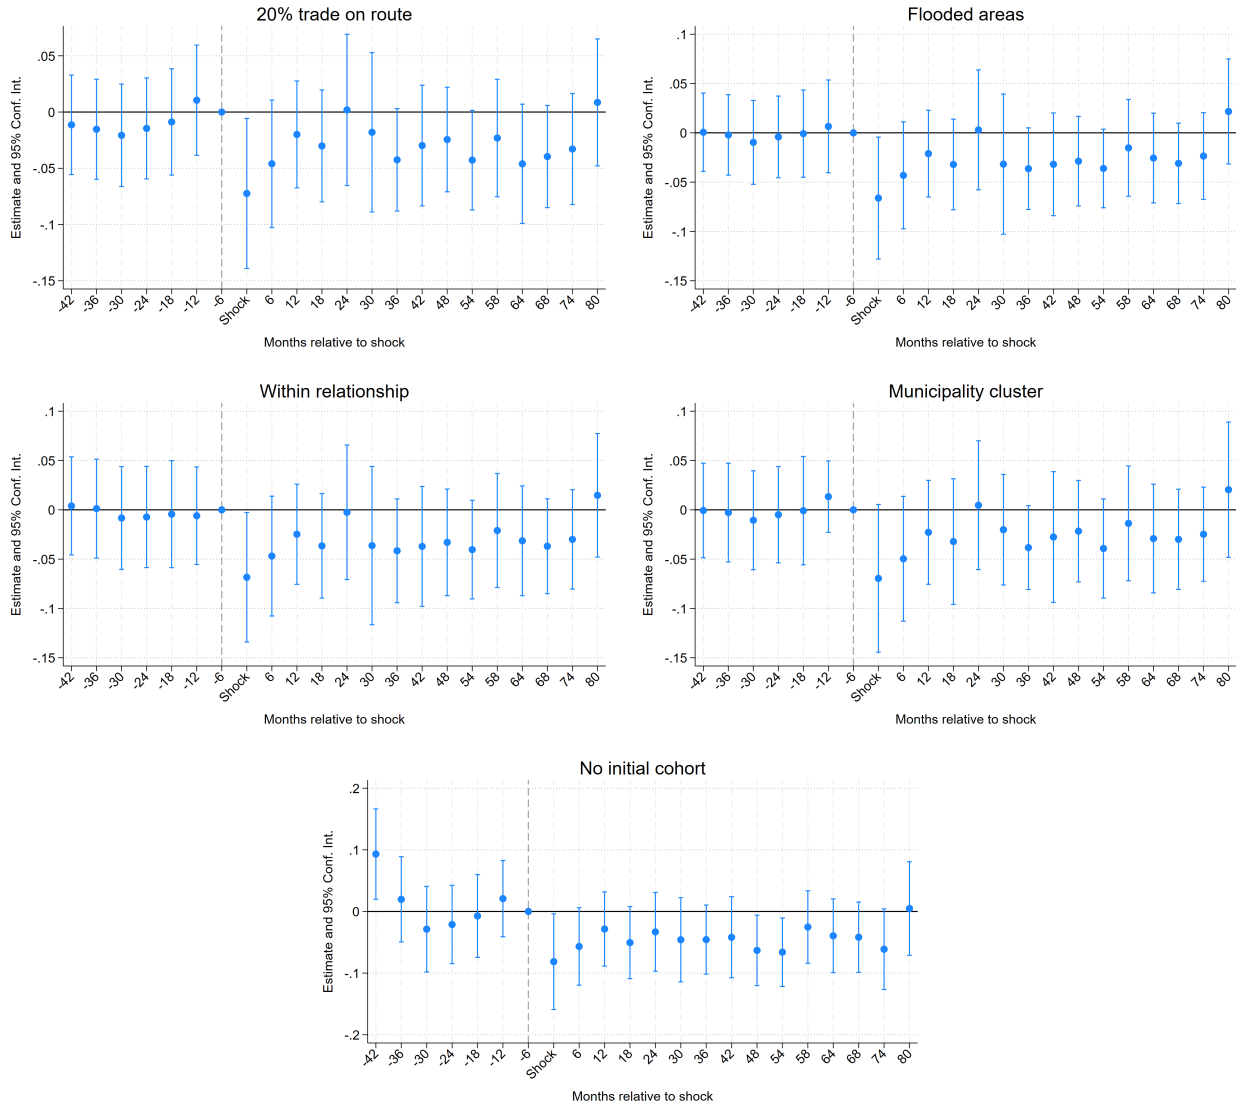 20% trade on route
Estimate and 95% Conf. Int.
.05
0
-.05
-.1
-.15
-42 -36 -30 -24 -18 -12 -6 Shock 6 12 18 24 30 36 42 48 54 58 64 68 74 80
Months relative to shock
Flooded areas
Estimate and 95% Conf. Int.
.1
.05
0
-.05
-.1
-.15
-42 -36 -30 -24 -18 -12 -6 Shock 6 12 18 24 30 36 42 48 54 58 64 68 74 80
Months relative to shock
Within relationship
Estimate and 95% Conf. Int.
.1
.05
0
-.05
-.1
-.15
-42 -36 -30 -24 -18 -12 -6 Shock 6 12 18 24 30 36 42 48 54 58 64 68 74 80
Months relative to shock
Municipality cluster
Estimate and 95% Conf. Int.
.1
.05
0
-.05
-.1
-.15
-42 -36 -30 -24 -18 -12 -6 Shock 6 12 18 24 30 36 42 48 54 58 64 68 74 80
Months relative to shock
No initial cohort
Estimate and 95% Conf. Int.
.2
.1
0
-.1
-.2
-42 -36 -30 -24 -18 -12 -6 Shock 6 12 18 24 30 36 42 48 54 58 64 68 74 80
Months relative to shock